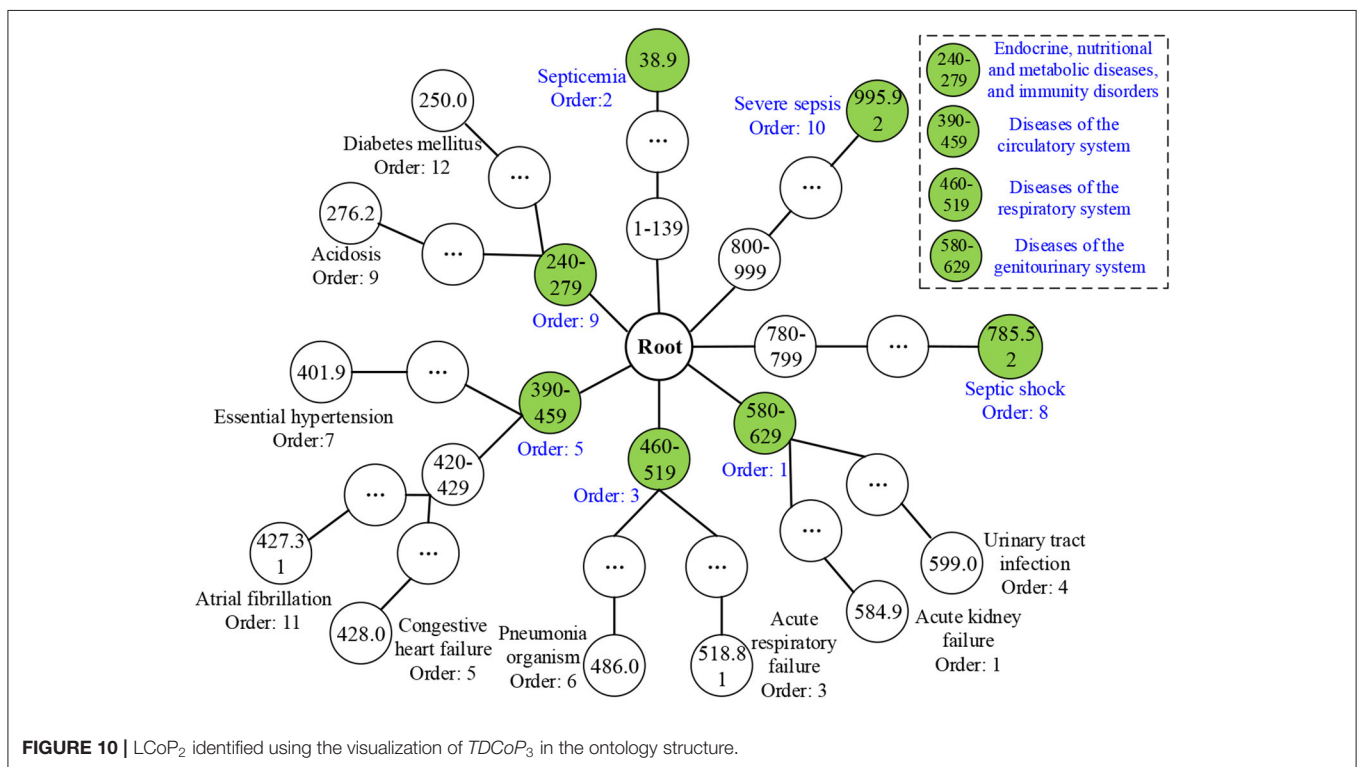 38.9
Septicemia
Order:2
...
1-139
250.0
Diabetes mellitus
Order: 12
...
276.2
Acidosis
Order: 9
...
240-
279
Order: 9
Severe sepsis
Order: 10
995.9
2
...
800-
999
240-
279
Endocrine, nutritional
and metabolic diseases,
and immunity disorders
390-
459
Diseases of the
circulatory system
460-
519
Diseases of the
respiratory system
580-
629
Diseases of the
genitourinary system
Root
780-
799
...
785.5
2
Septic shock
Order: 8
401.9
...
Essential hypertension
Order:7
390-
459
Order: 5
420-
429
...
427.3
1
Atrial fibrillation
Order: 11
...
428.0
Congestive
heart failure
Order: 5
460-
519
Order: 3
...
486.0
Pneumonia
organism
Order: 6
...
518.8
1
Acute
respiratory
failure
Order: 3
580-
629
Order: 1
...
584.9
Acute kidney
failure
Order: 1
...
599.0
Urinary tract
infection
Order: 4
FIGURE 10 | LCoP₂ identified using the visualization of TDCoP₃ in the ontology structure.